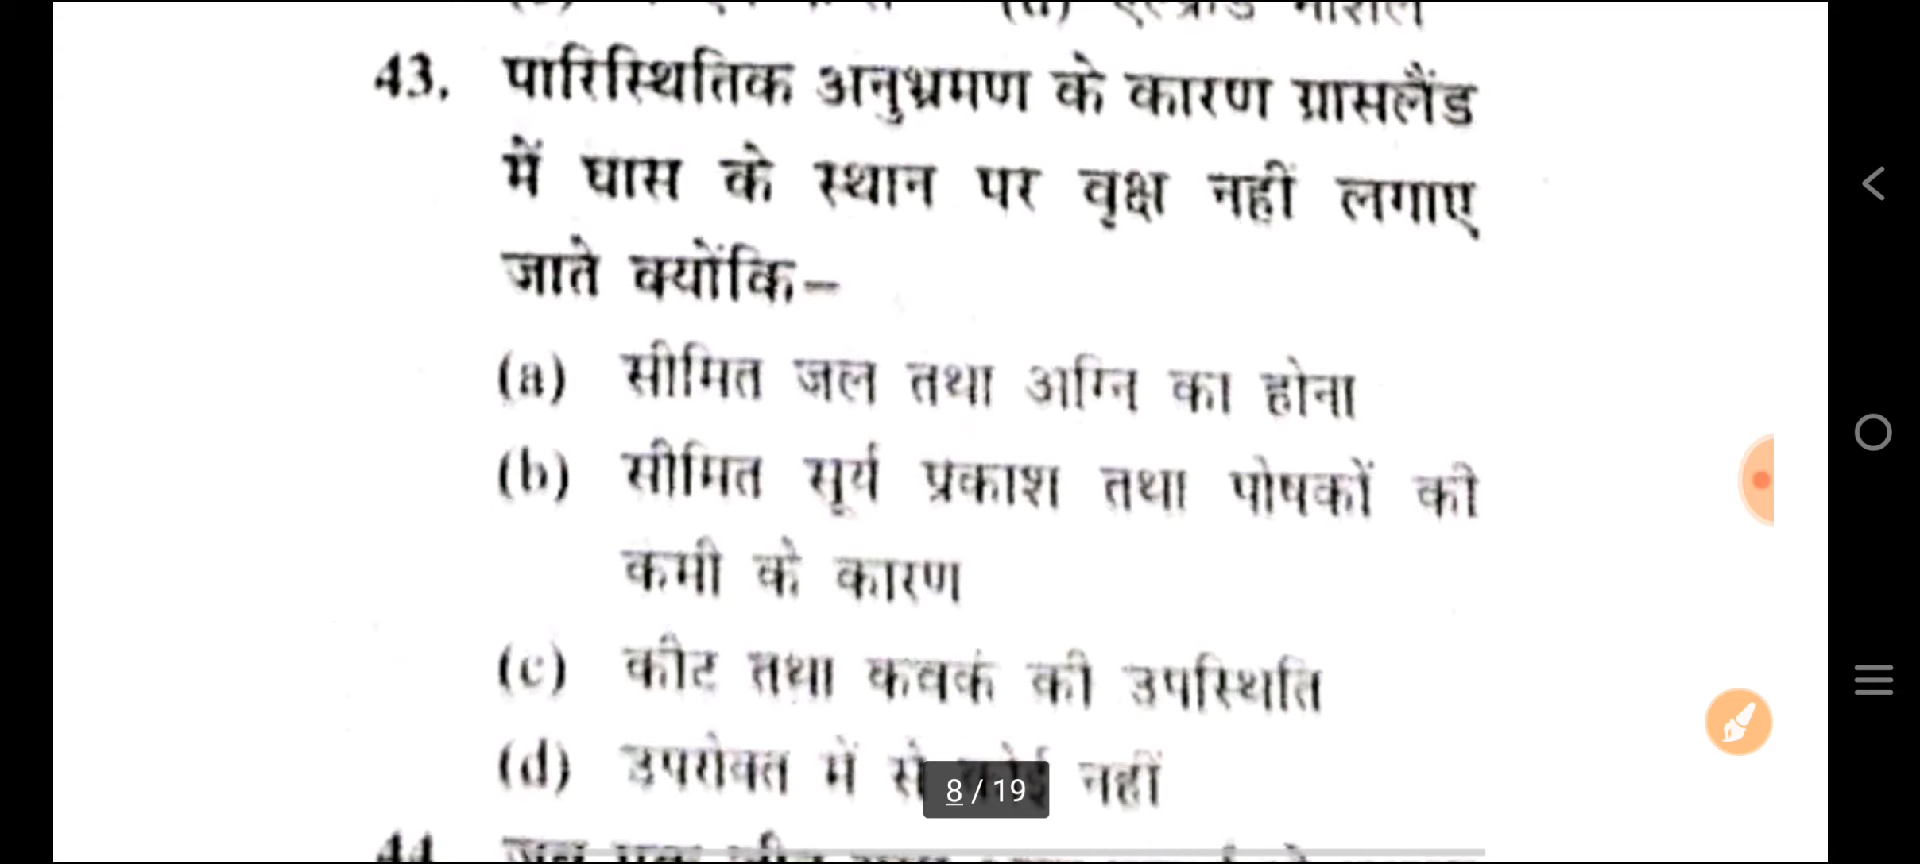 43. पारिस्थितिक अनुभ्रमण के कारण ग्रासलैंड
में घास के स्थान पर वृक्ष नहीं लगाए
जाते क्योंकि–
(a) सीमित जल तथा अग्नि का होना
(b) सीमित सूर्य प्रकाश तथा पोषकों की
कमी के कारण
(c) कीट तथा कवकं की उपस्थिति
(d) उपरोक्त में से कोई नहीं
8 / 19
44